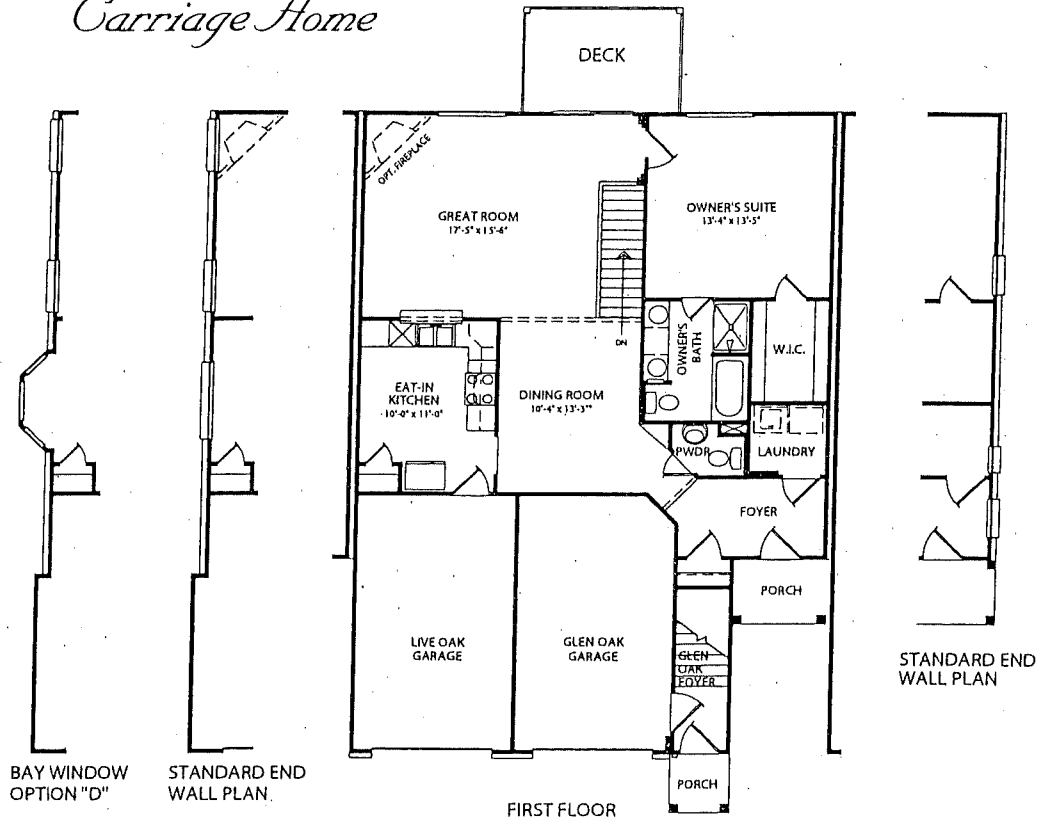 Carriage Home
DECK
OPT. FIREPLACE
GREAT ROOM
17'-5" x 15'-6"
OWNER'S SUITE
13'-4" x 13'-5"
DN
OWNER'S
BATH
W.I.C.
EAT-IN
KITCHEN
10'-0" x 11'-0"
DINING ROOM
10'-4" x 13'-3"
PWDR
LAUNDRY
FOYER
PORCH
LIVE OAK
GARAGE
GLEN OAK
GARAGE
GLEN
OAK
FOYER
STANDARD END
WALL PLAN
BAY WINDOW
OPTION "D"
STANDARD END
WALL PLAN
PORCH
FIRST FLOOR